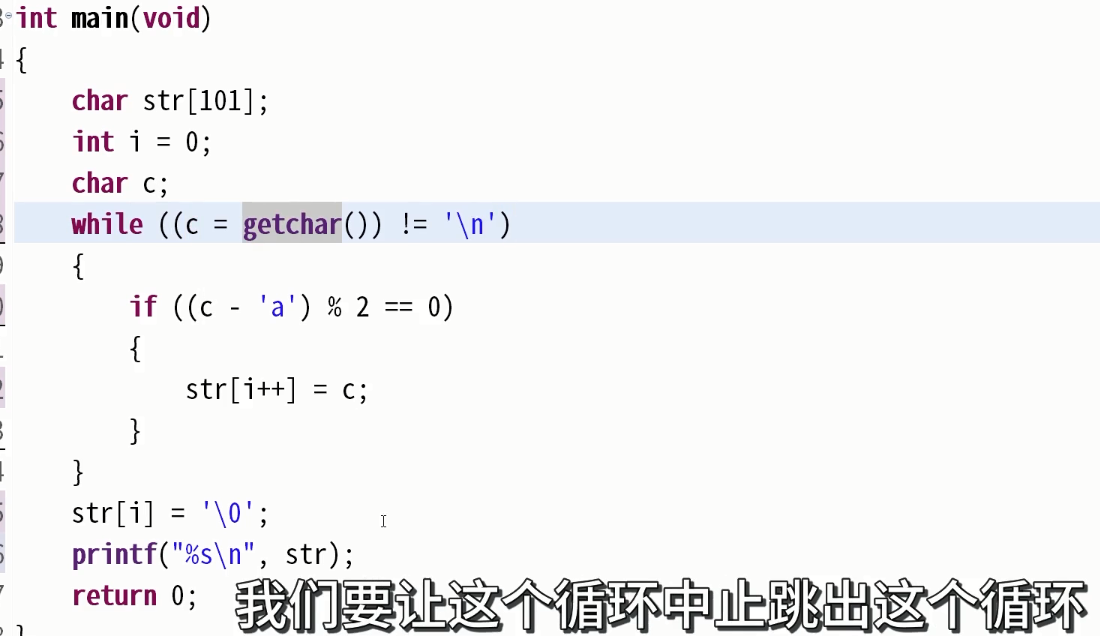 int main(void)
{
char str[101];
int i = 0;
char c;
while ((c = getchar()) != '\n')
{
if ((c - 'a') % 2 == 0)
{
str[i++] = c;
}
}
str[i] = '\0';
printf("%s\n", str);
return 0;
我们要让这个循环中止跳出这个循环